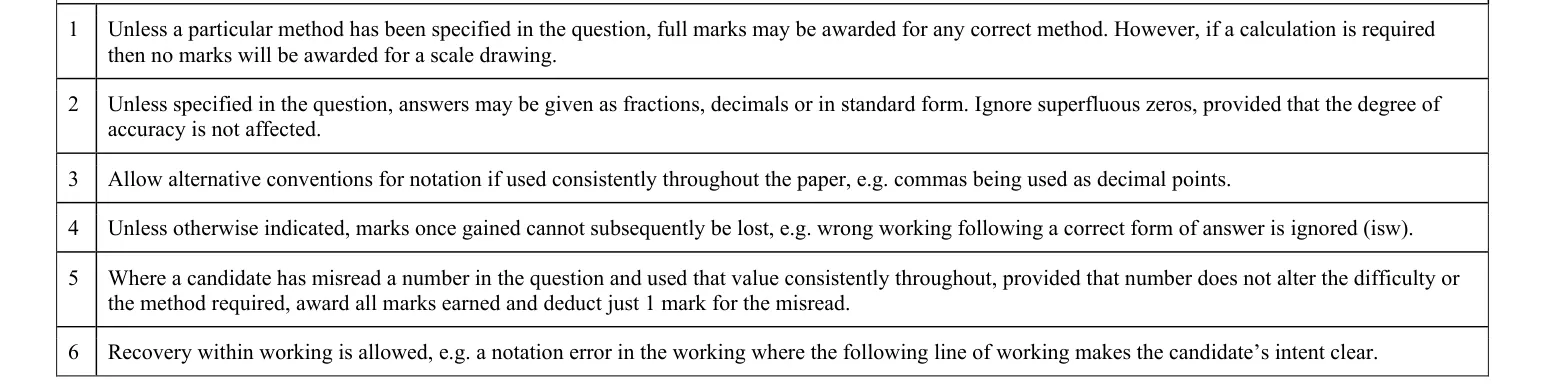 1 Unless a particular method has been specified in the question, full marks may be awarded for any correct method. However, if a calculation is required
then no marks will be awarded for a scale drawing.
2 Unless specified in the question, answers may be given as fractions, decimals or in standard form. Ignore superfluous zeros, provided that the degree of
accuracy is not affected.
3 Allow alternative conventions for notation if used consistently throughout the paper, e.g. commas being used as decimal points.
4 Unless otherwise indicated, marks once gained cannot subsequently be lost, e.g. wrong working following a correct form of answer is ignored (isw).
5 Where a candidate has misread a number in the question and used that value consistently throughout, provided that number does not alter the difficulty or
the method required, award all marks earned and deduct just 1 mark for the misread.
6 Recovery within working is allowed, e.g. a notation error in the working where the following line of working makes the candidate’s intent clear.